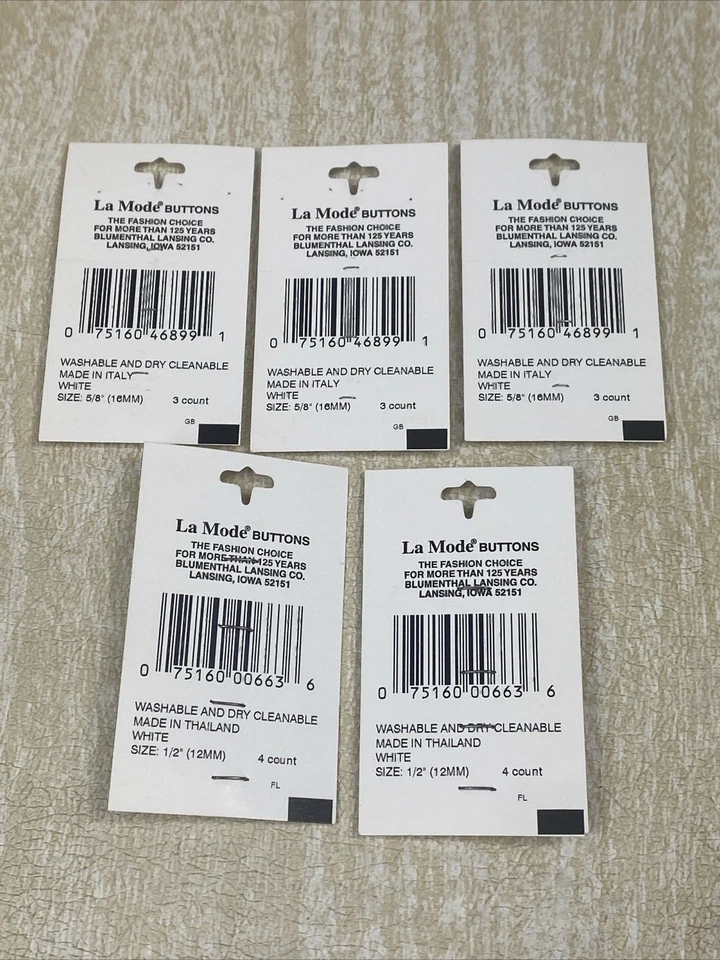 La Mode® BUTTONS
THE FASHION CHOICE
FOR MORE THAN 125 YEARS
BLUMENTHAL LANSING CO.
LANSING, IOWA 52151
0 75160 46899 1
WASHABLE AND DRY CLEANABLE
MADE IN ITALY
WHITE
SIZE: 5/8" (16MM) 3 count
GB
La Mode® BUTTONS
THE FASHION CHOICE
FOR MORE THAN 125 YEARS
BLUMENTHAL LANSING CO.
LANSING, IOWA 52151
0 75160 46899 1
WASHABLE AND DRY CLEANABLE
MADE IN ITALY
WHITE
SIZE: 5/8" (16MM) 3 count
GB
La Mode® BUTTONS
THE FASHION CHOICE
FOR MORE THAN 125 YEARS
BLUMENTHAL LANSING CO.
LANSING, IOWA 52151
0 75160 46899 1
WASHABLE AND DRY CLEANABLE
MADE IN ITALY
WHITE
SIZE: 5/8" (16MM) 3 count
GB
La Mode® BUTTONS
THE FASHION CHOICE
FOR MORE THAN 125 YEARS
BLUMENTHAL LANSING CO.
LANSING, IOWA 52151
0 75160 00663 6
WASHABLE AND DRY CLEANABLE
MADE IN THAILAND
WHITE
SIZE: 1/2" (12MM) 4 count
FL
La Mode® BUTTONS
THE FASHION CHOICE
FOR MORE THAN 125 YEARS
BLUMENTHAL LANSING CO.
LANSING, IOWA 52151
0 75160 00663 6
WASHABLE AND DRY CLEANABLE
MADE IN THAILAND
WHITE
SIZE: 1/2" (12MM) 4 count
FL